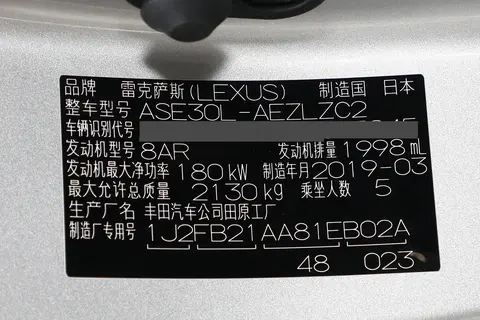 品牌 雷克萨斯(LEXUS) 制造国 日本
整车型号 ASE30L-AEZLZC2
车辆识别代号
发动机型号 8AR 发动机排量 1998 mL
发动机最大净功率 180 kW 制造年月 2019-03
最大允许总质量 2130 kg 乘坐人数 5
生产厂名 丰田汽车公司田原工厂
制造厂专用号 1J2FB21AA81EB02A
48 023